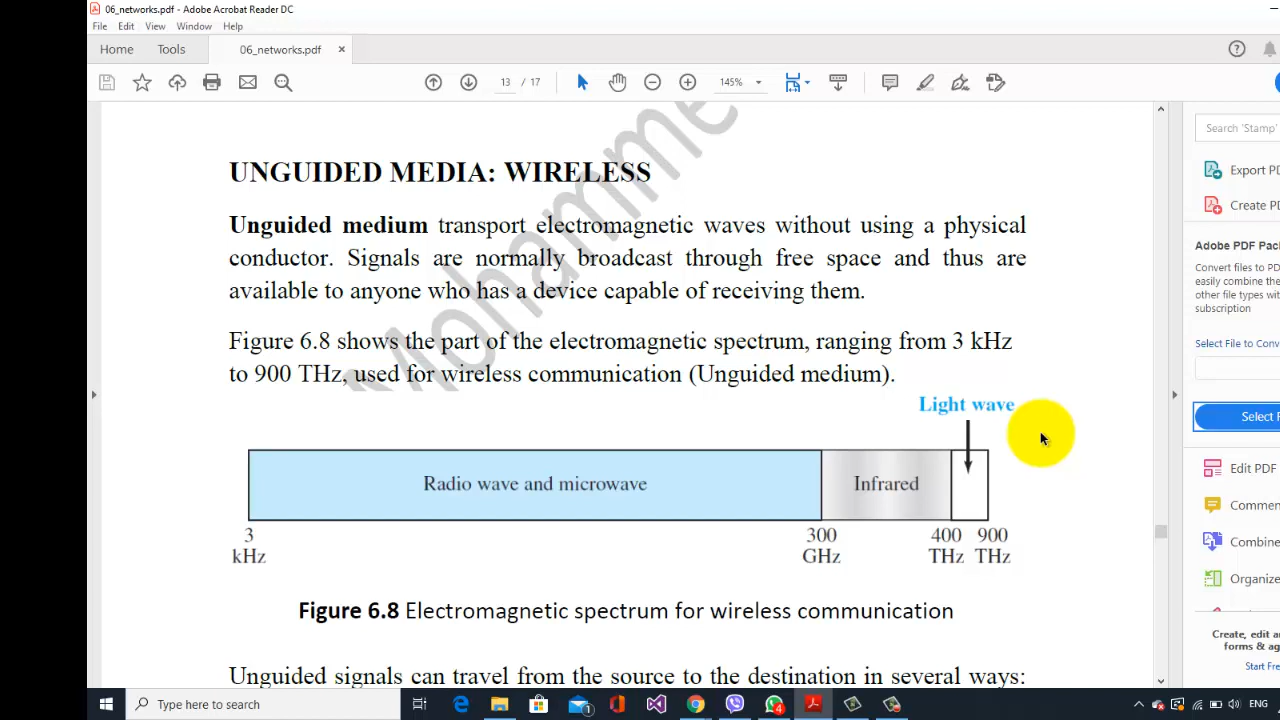 06_networks.pdf - Adobe Acrobat Reader DC
File Edit View Window Help
Home Tools 06_networks.pdf ×
13 / 17 145%
UNGUIDED MEDIA: WIRELESS
Unguided medium transport electromagnetic waves without using a physical
conductor. Signals are normally broadcast through free space and thus are
available to anyone who has a device capable of receiving them.
Figure 6.8 shows the part of the electromagnetic spectrum, ranging from 3 kHz
to 900 THz, used for wireless communication (Unguided medium).
Light wave
Radio wave and microwave Infrared
3 300 400 900
kHz GHz THz THz
Figure 6.8 Electromagnetic spectrum for wireless communication
Unguided signals can travel from the source to the destination in several ways:
Mohamme
Search 'Stamp'
Export PD
Create PD
Adobe PDF Pac
Convert files to PD
easily combine the
other file types wit
subscription
Select File to Conv
Select F
Edit PDF
Commen
Combine
Organize
Create, edit an
forms & ag
Start Free
Type here to search
1
4
ENG